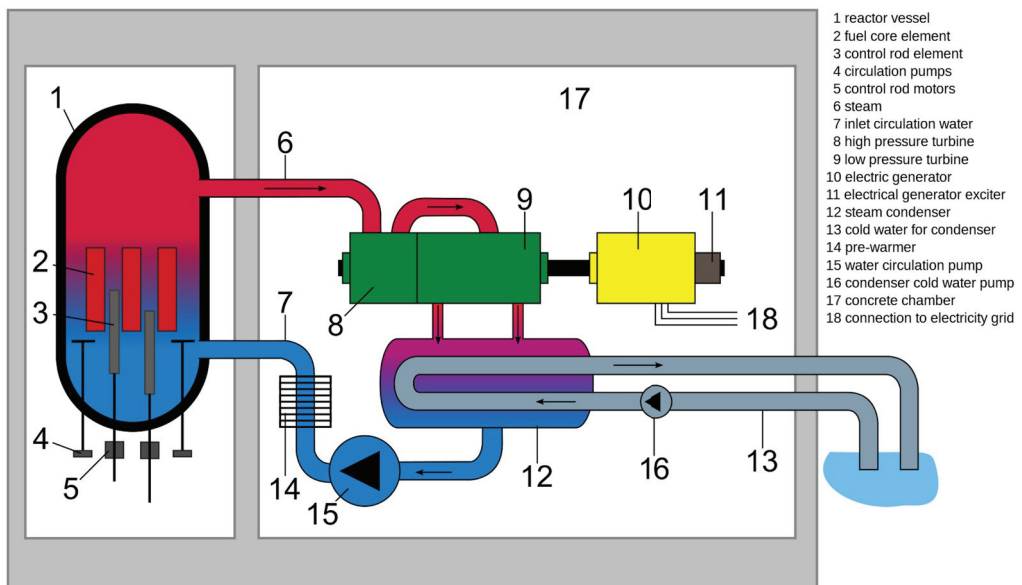 1
2
3
4
5
6
7
8
9
10
11
12
13
14
15
16
17
18
1 reactor vessel
2 fuel core element
3 control rod element
4 circulation pumps
5 control rod motors
6 steam
7 inlet circulation water
8 high pressure turbine
9 low pressure turbine
10 electric generator
11 electrical generator exciter
12 steam condenser
13 cold water for condenser
14 pre-warmer
15 water circulation pump
16 condenser cold water pump
17 concrete chamber
18 connection to electricity grid